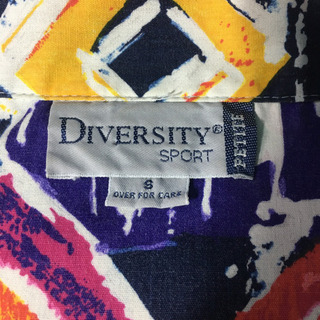 DIVERSITY®
SPORT
PETITE
S
OVER FOR CARE